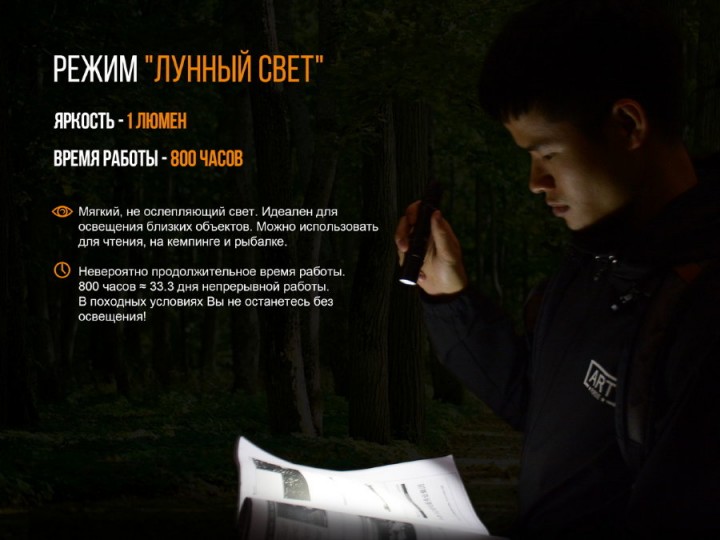 РЕЖИМ "ЛУННЫЙ СВЕТ"
ЯРКОСТЬ - 1 ЛЮМЕН
ВРЕМЯ РАБОТЫ - 800 ЧАСОВ
Мягкий, не ослепляющий свет. Идеален для
освещения близких объектов. Можно использовать
для чтения, на кемпинге и рыбалке.
Невероятно продолжительное время работы.
800 часов ≈ 33.3 дня непрерывной работы.
В походных условиях Вы не останетесь без
освещения!
ART